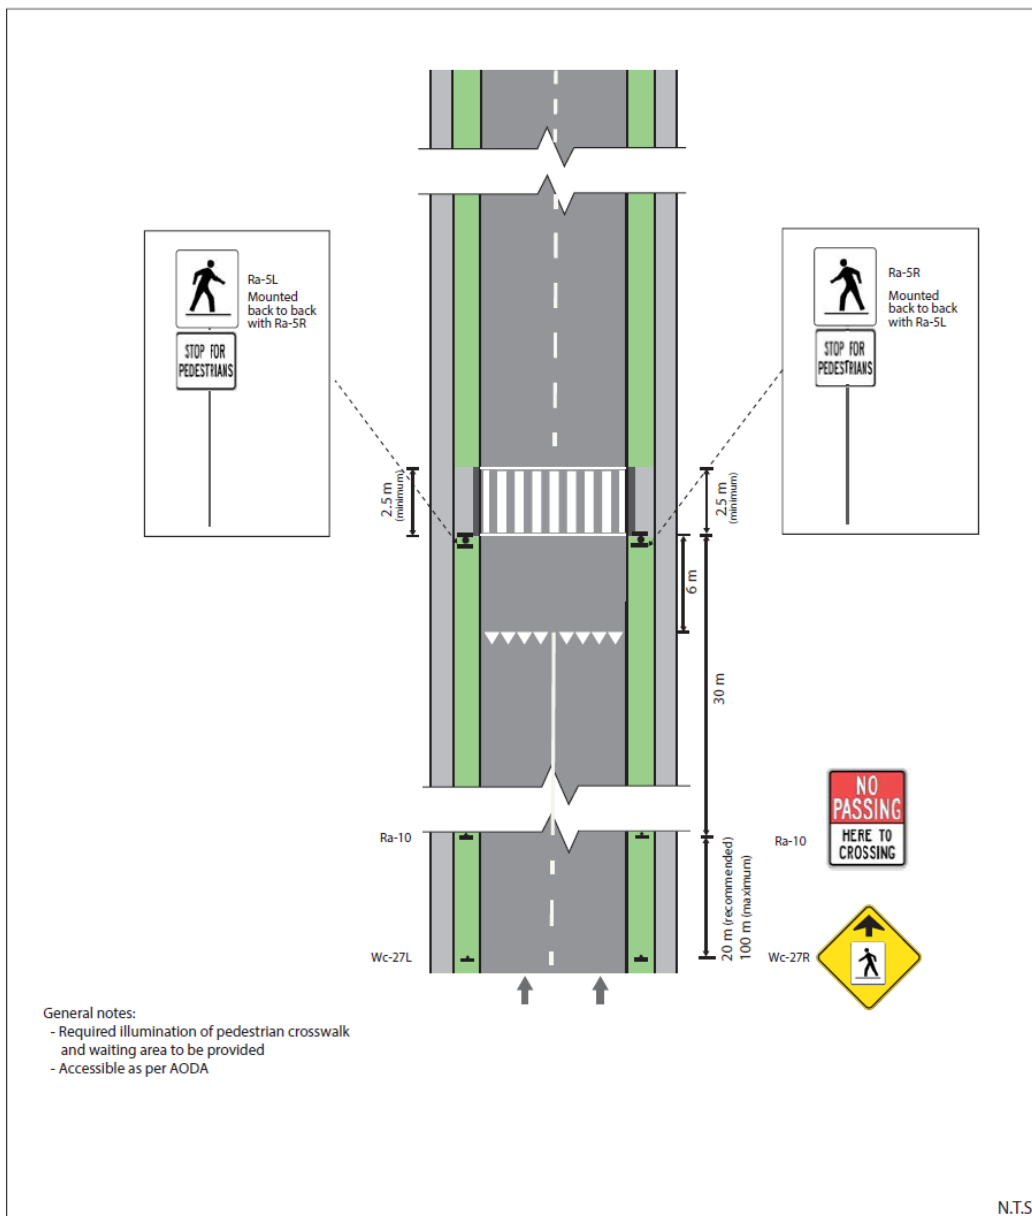 Ra-5L
Mounted
back to back
with Ra-5R
STOP FOR
PEDESTRIANS
Ra-5R
Mounted
back to back
with Ra-5L
STOP FOR
PEDESTRIANS
2.5 m
(minimum)
2.5 m
(minimum)
6 m
30 m
Ra-10
Ra-10
NO
PASSING
HERE TO
CROSSING
20 m (recommended)
100 m (maximum)
Wc-27L
Wc-27R
General notes:
- Required illumination of pedestrian crosswalk
and waiting area to be provided
- Accessible as per AODA
N.T.S